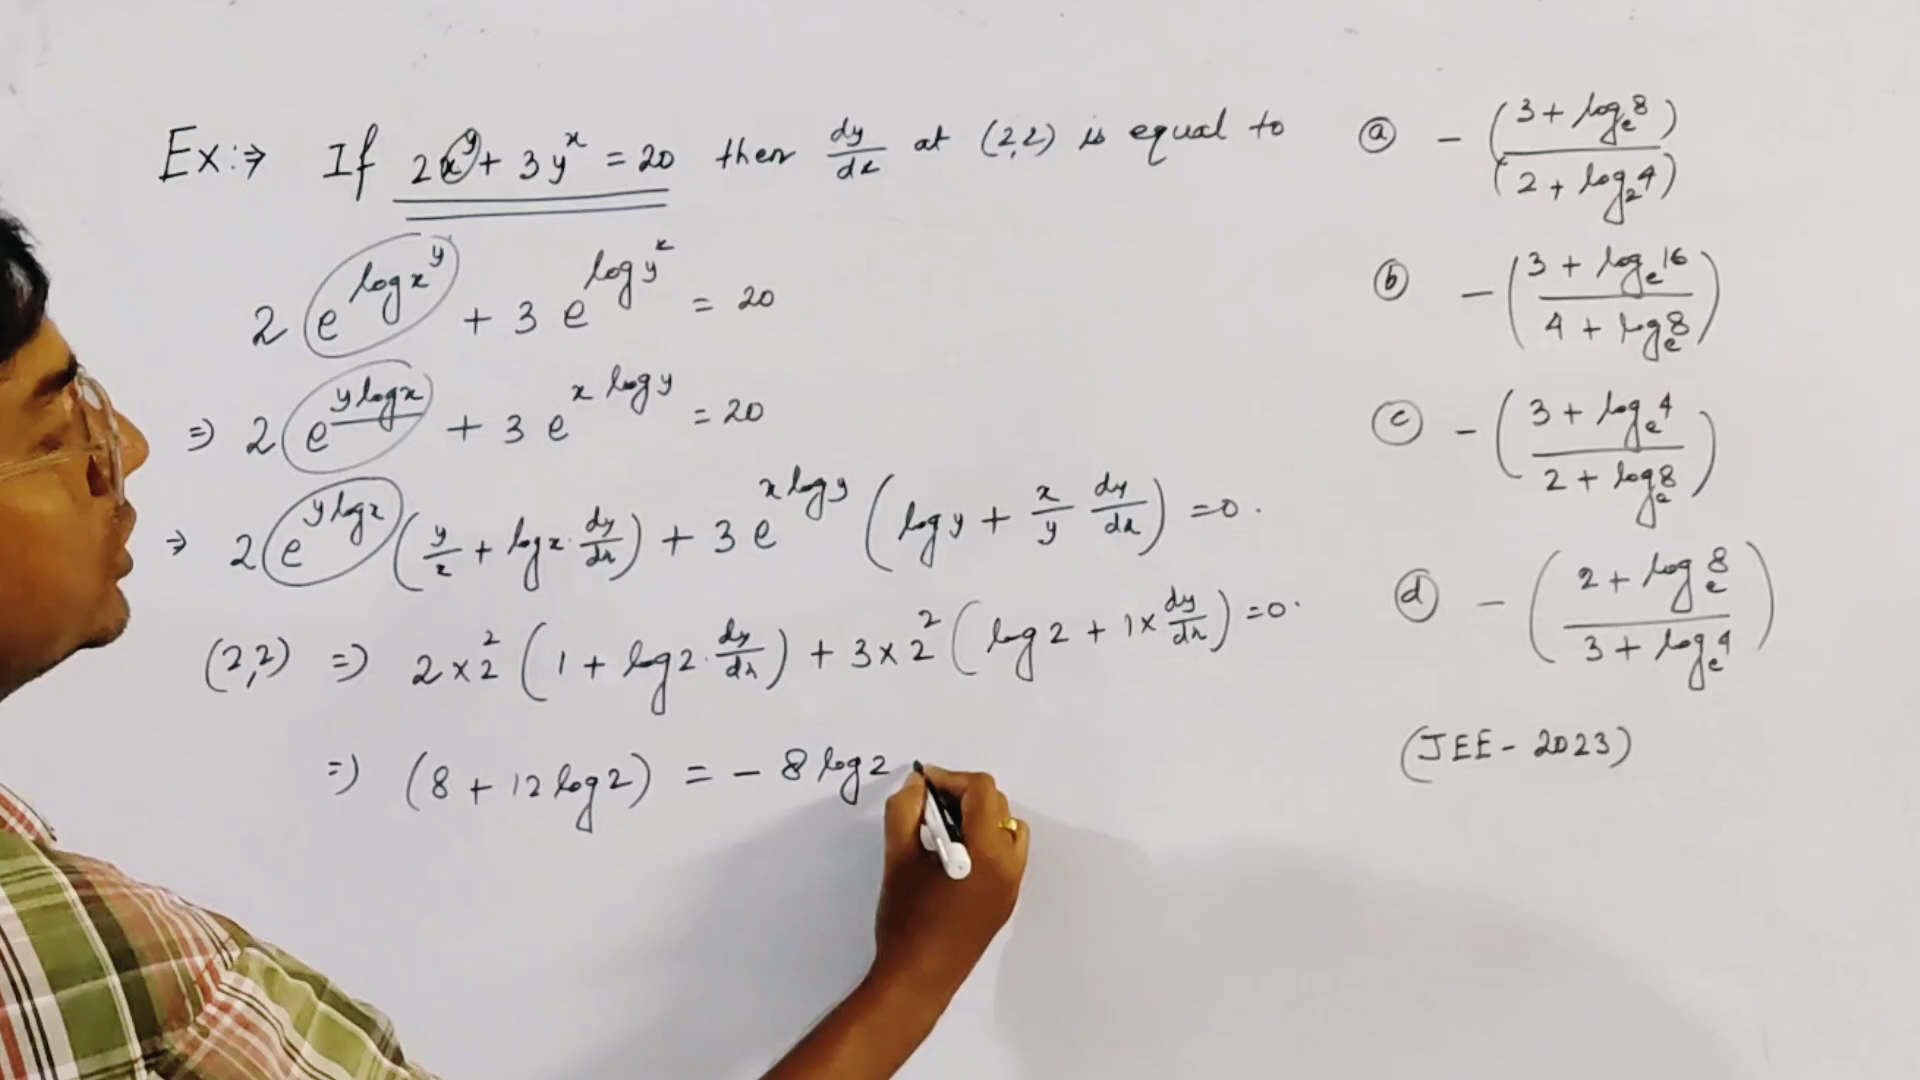 Ex:⇒ If 2x^y + 3y^x = 20 then dy/dx at (2,2) is equal to
2 e^(log x^y) + 3 e^(log y^x) = 20
⇒ 2 e^(y log x) + 3 e^(x log y) = 20
⇒ 2 e^(y log x) (y/x + log x · dy/dx) + 3 e^(x log y) (log y + x/y dy/dx) = 0.
(2,2) ⇒ 2 × 2^2 (1 + log 2 · dy/dx) + 3 × 2^2 (log 2 + 1 × dy/dx) = 0.
⇒ (8 + 12 log 2) = - 8 log 2
ⓐ - (3 + log_e 8)/(2 + log_2 4)
ⓑ - ((3 + log_e 16)/(4 + log_e 8))
ⓒ - ((3 + log_e 4)/(2 + log_e 8))
ⓓ - ((2 + log_e 8)/(3 + log_e 4))
(JEE - 2023)